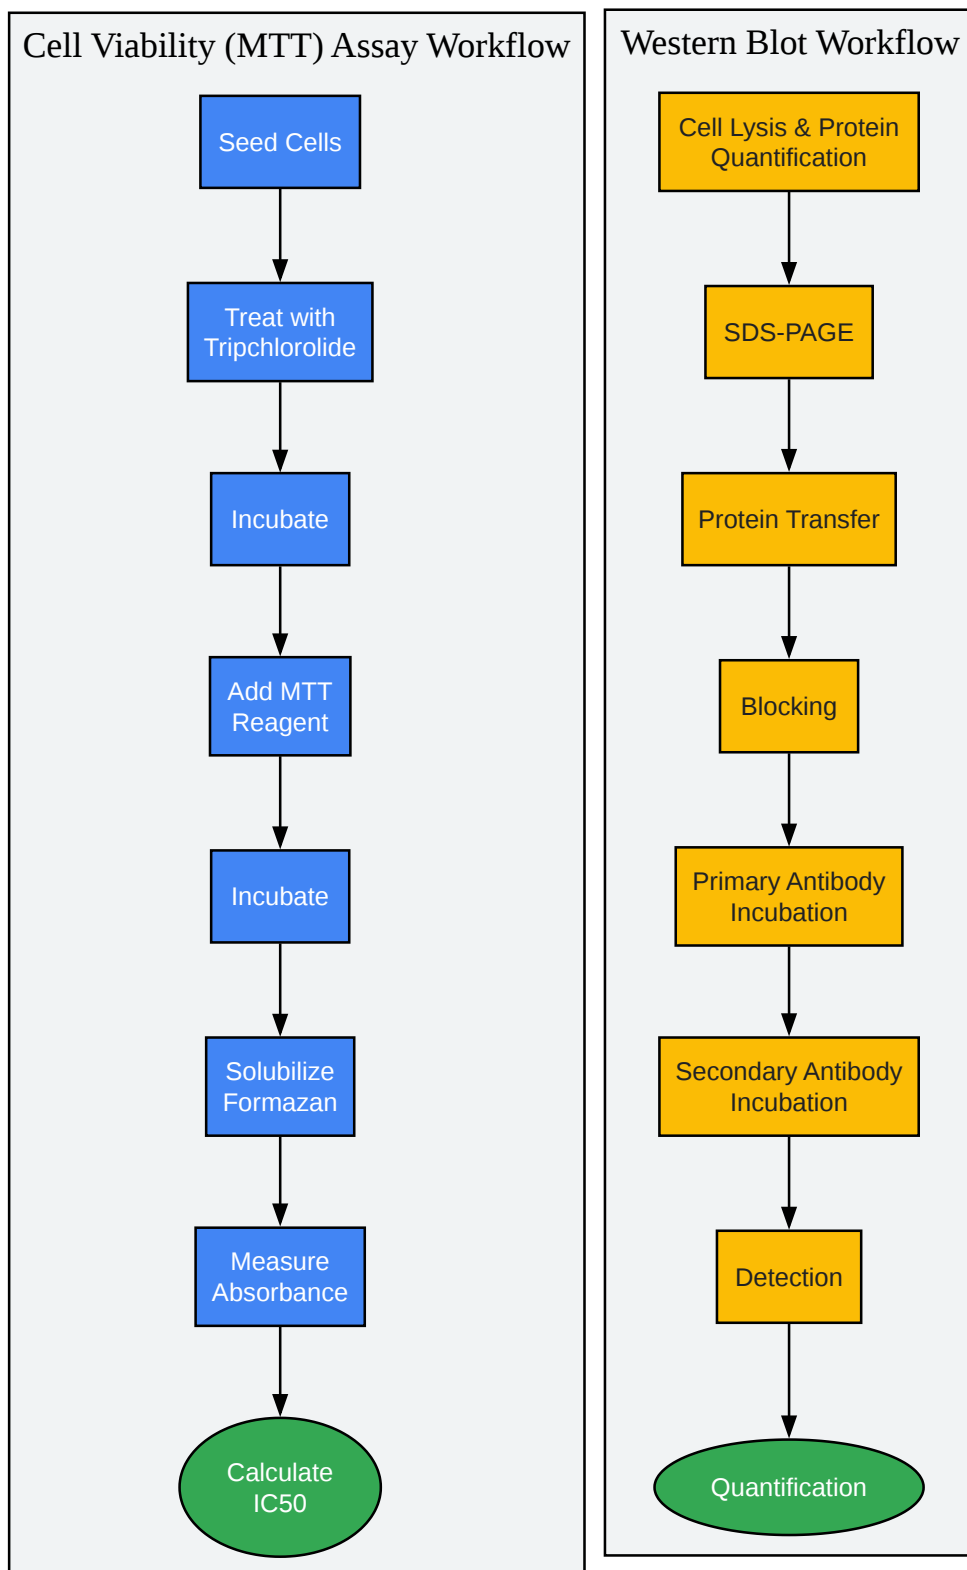 Cell Viability (MTT) Assay Workflow
Seed Cells
Treat with
Tripchlorolide
Incubate
Add MTT
Reagent
Incubate
Solubilize
Formazan
Measure
Absorbance
Calculate
IC50
Western Blot Workflow
Cell Lysis & Protein
Quantification
SDS-PAGE
Protein Transfer
Blocking
Primary Antibody
Incubation
Secondary Antibody
Incubation
Detection
Quantification